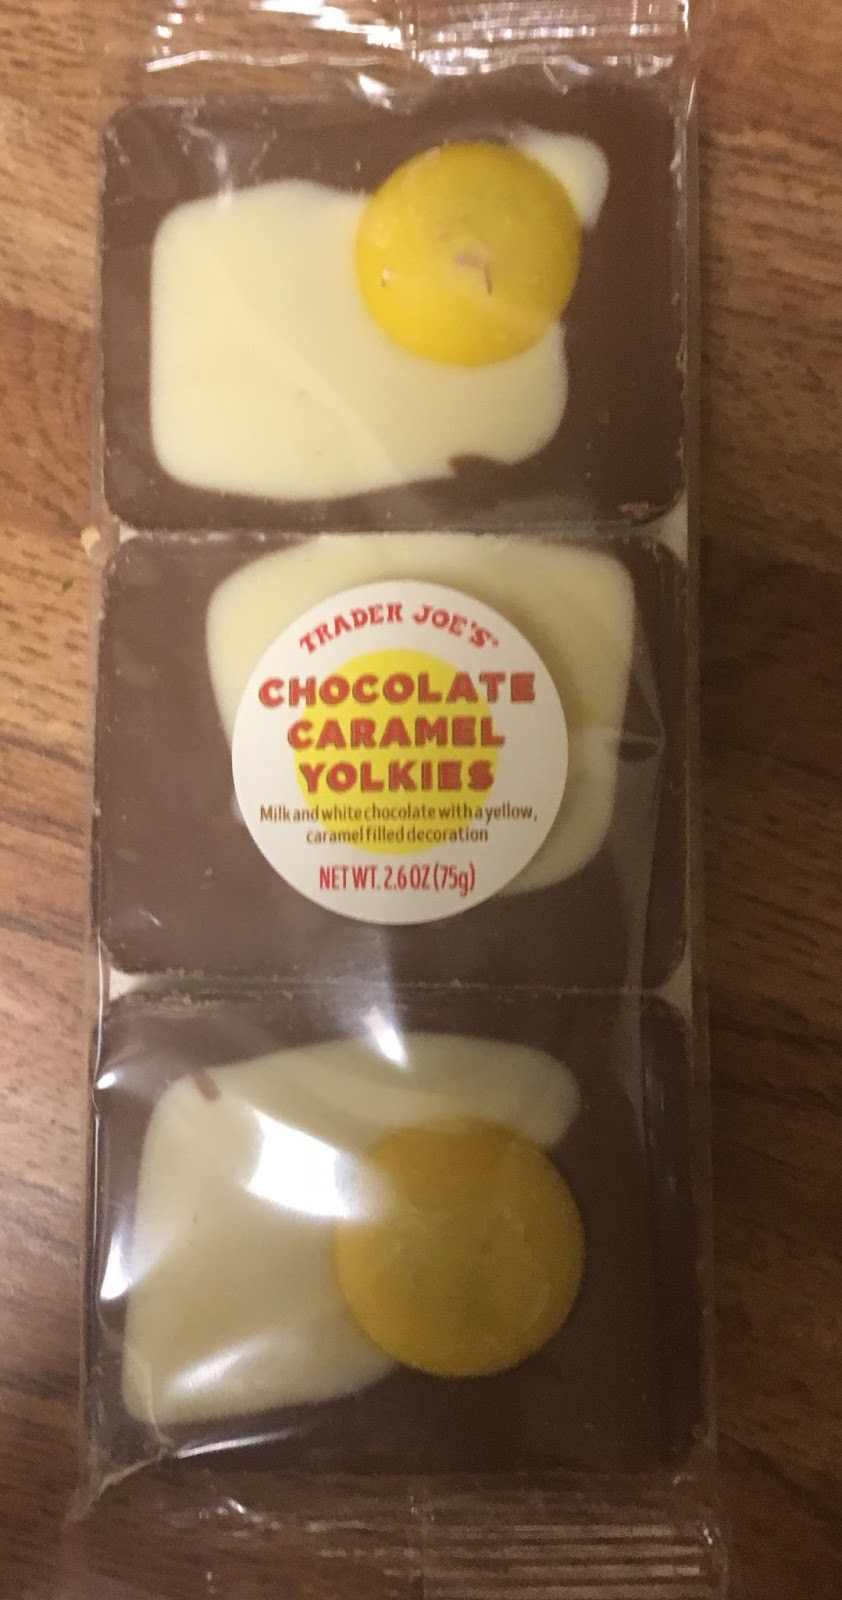 TRADER JOE'S
CHOCOLATE
CARAMEL
YOLKIES
Milk and white chocolate with a yellow,
caramel filled decoration
NET WT. 2.6 OZ (75g)